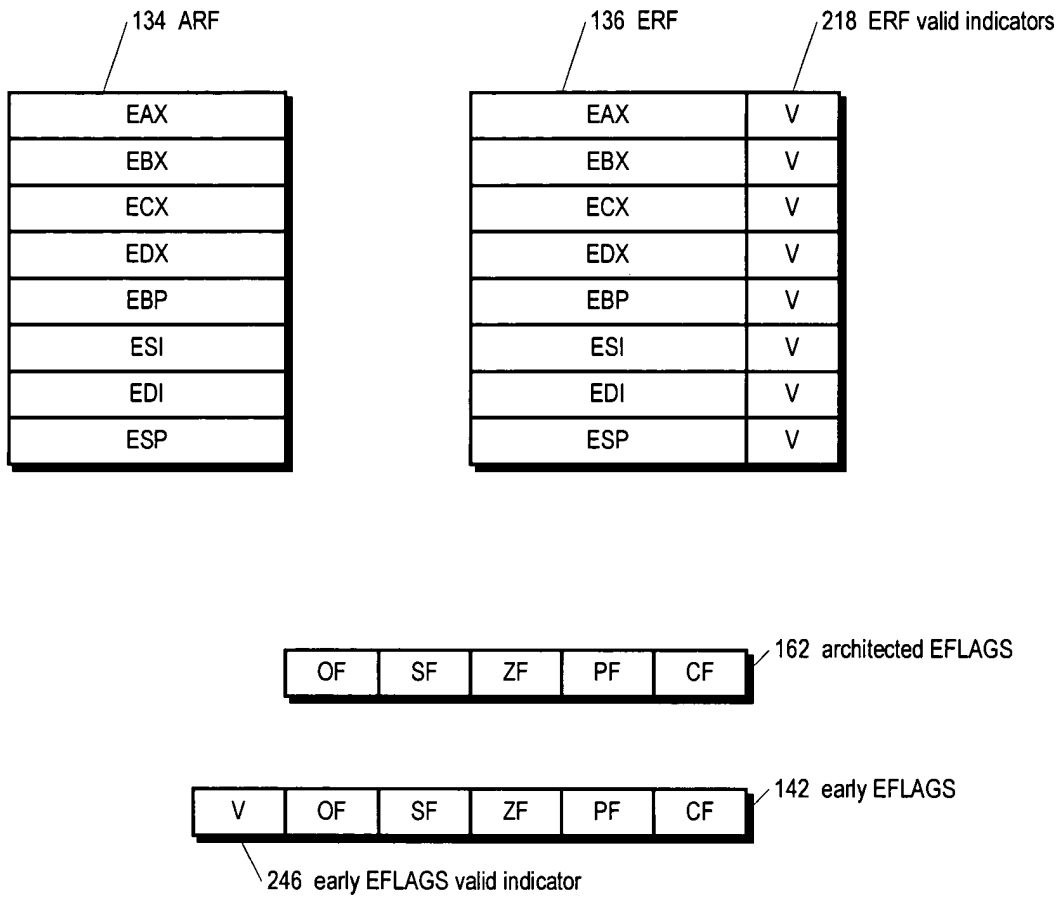 134 ARF
136 ERF
218 ERF valid indicators
EAX
EBX
ECX
EDX
EBP
ESI
EDI
ESP
EAX V
EBX V
ECX V
EDX V
EBP V
ESI V
EDI V
ESP V
162 architected EFLAGS
OF SF ZF PF CF
142 early EFLAGS
V OF SF ZF PF CF
246 early EFLAGS valid indicator